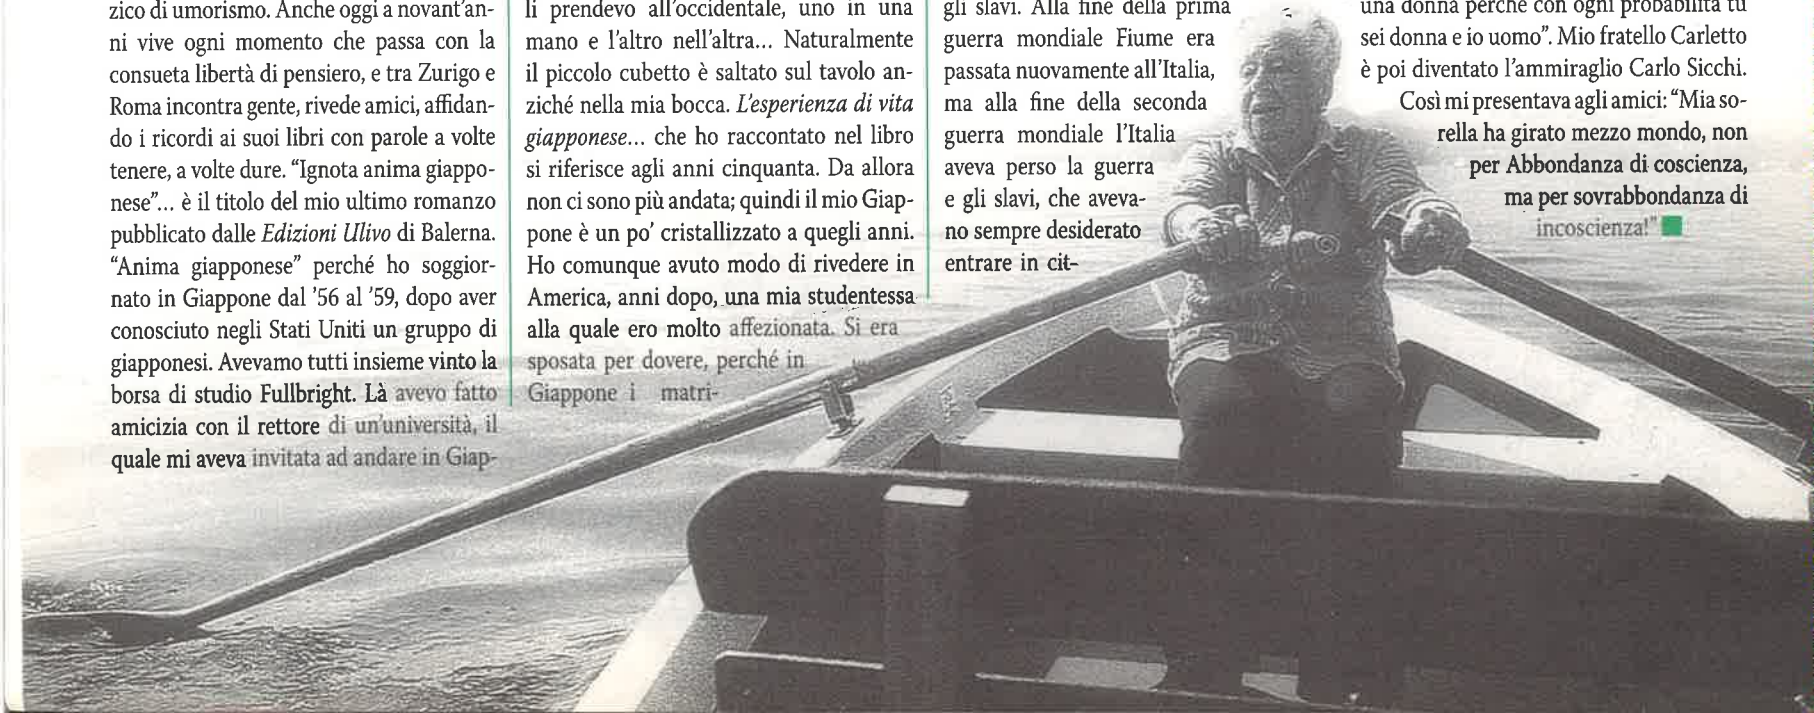 zico di umorismo. Anche oggi a novant'an-
ni vive ogni momento che passa con la
consueta libertà di pensiero, e tra Zurigo e
Roma incontra gente, rivede amici, affidan-
do i ricordi ai suoi libri con parole a volte
tenere, a volte dure. “Ignota anima giappo-
nese”... è il titolo del mio ultimo romanzo
pubblicato dalle Edizioni Ulivo di Balerna.
“Anima giapponese” perché ho soggior-
nato in Giappone dal ’56 al ’59, dopo aver
conosciuto negli Stati Uniti un gruppo di
giapponesi. Avevamo tutti insieme vinto la
borsa di studio Fullbright. Là avevo fatto
amicizia con il rettore di un'università, il
quale mi aveva invitata ad andare in Giap-
li prendevo all'occidentale, uno in una
mano e l'altro nell'altra... Naturalmente
il piccolo cubetto è saltato sul tavolo an-
ziché nella mia bocca. L'esperienza di vita
giapponese... che ho raccontato nel libro
si riferisce agli anni cinquanta. Da allora
non ci sono più andata; quindi il mio Giap-
pone è un po’ cristallizzato a quegli anni.
Ho comunque avuto modo di rivedere in
America, anni dopo, una mia studentessa
alla quale ero molto affezionata. Si era
sposata per dovere, perché in
Giappone i matri-
gli slavi. Alla fine della prima
guerra mondiale Fiume era
passata nuovamente all'Italia,
ma alla fine della seconda
guerra mondiale l'Italia
aveva perso la guerra
e gli slavi, che aveva-
no sempre desiderato
entrare in cit-
una donna perché con ogni probabilità tu
sei donna e io uomo”. Mio fratello Carletto
è poi diventato l'ammiraglio Carlo Sicchi.
Così mi presentava agli amici: “Mia so-
rella ha girato mezzo mondo, non
per Abbondanza di coscienza,
ma per sovrabbondanza di
incoscienza!”